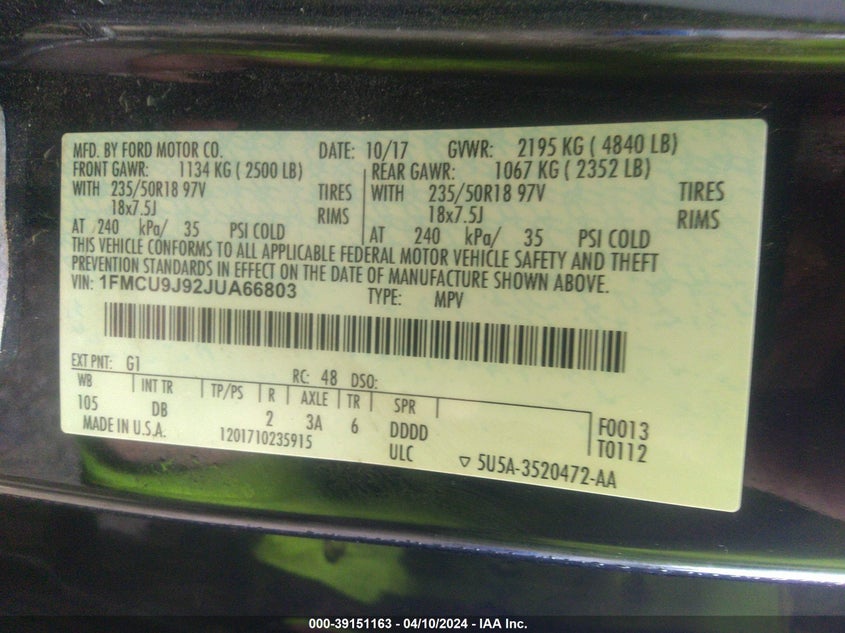 MFD. BY FORD MOTOR CO. DATE: 10/17 GVWR: 2195 KG ( 4840 LB)
FRONT GAWR: 1134 KG ( 2500 LB) REAR GAWR: 1067 KG ( 2352 LB)
WITH 235/50R18 97V TIRES WITH 235/50R18 97V TIRES
18x7.5J RIMS 18x7.5J RIMS
AT 240 kPa/ 35 PSI COLD AT 240 kPa/ 35 PSI COLD
THIS VEHICLE CONFORMS TO ALL APPLICABLE FEDERAL MOTOR VEHICLE SAFETY AND THEFT
PREVENTION STANDARDS IN EFFECT ON THE DATE OF MANUFACTURE SHOWN ABOVE.
VIN: 1FMCU9J92JUA66803 TYPE: MPV
EXT PNT: G1 RC: 48 DSO:
WB INT TR TP/PS R AXLE TR SPR
105 DB 2 3A 6 DDDD F0013
MADE IN U.S.A. 1201710235915 ULC T0112
▽ 5U5A-3520472-AA
000-39151163 - 04/10/2024 - IAA Inc.